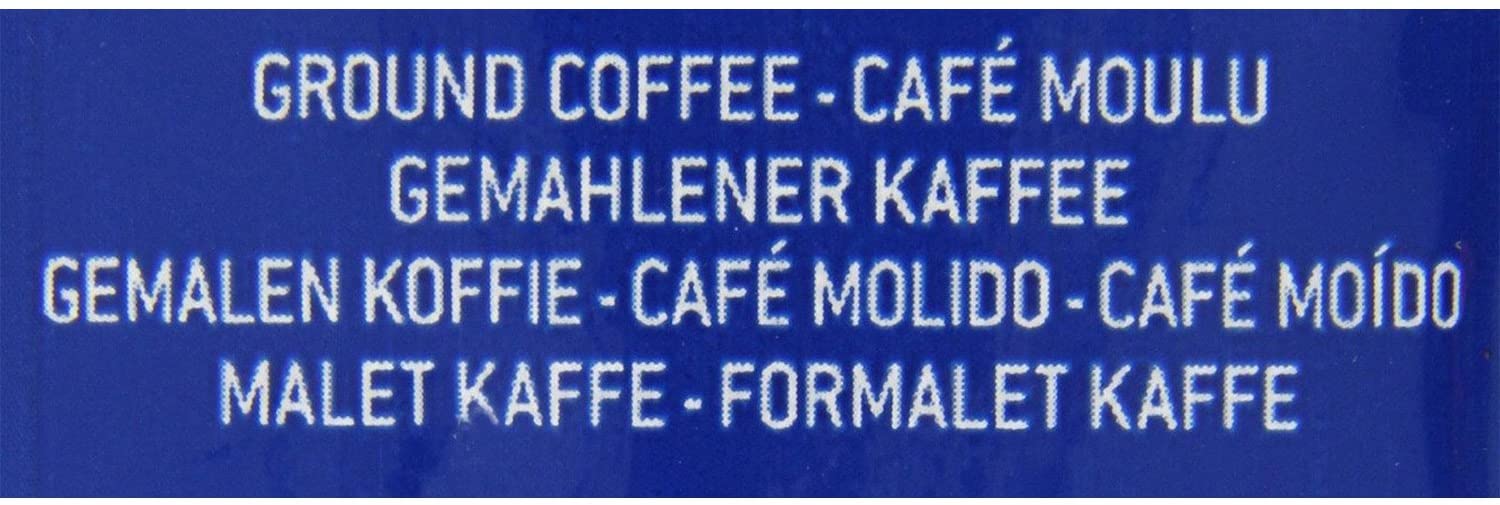 GROUND COFFEE - CAFÉ MOULU
GEMAHLENER KAFFEE
GEMALEN KOFFIE - CAFÉ MOLIDO - CAFÉ MOÍDO
MALET KAFFE - FORMALET KAFFE